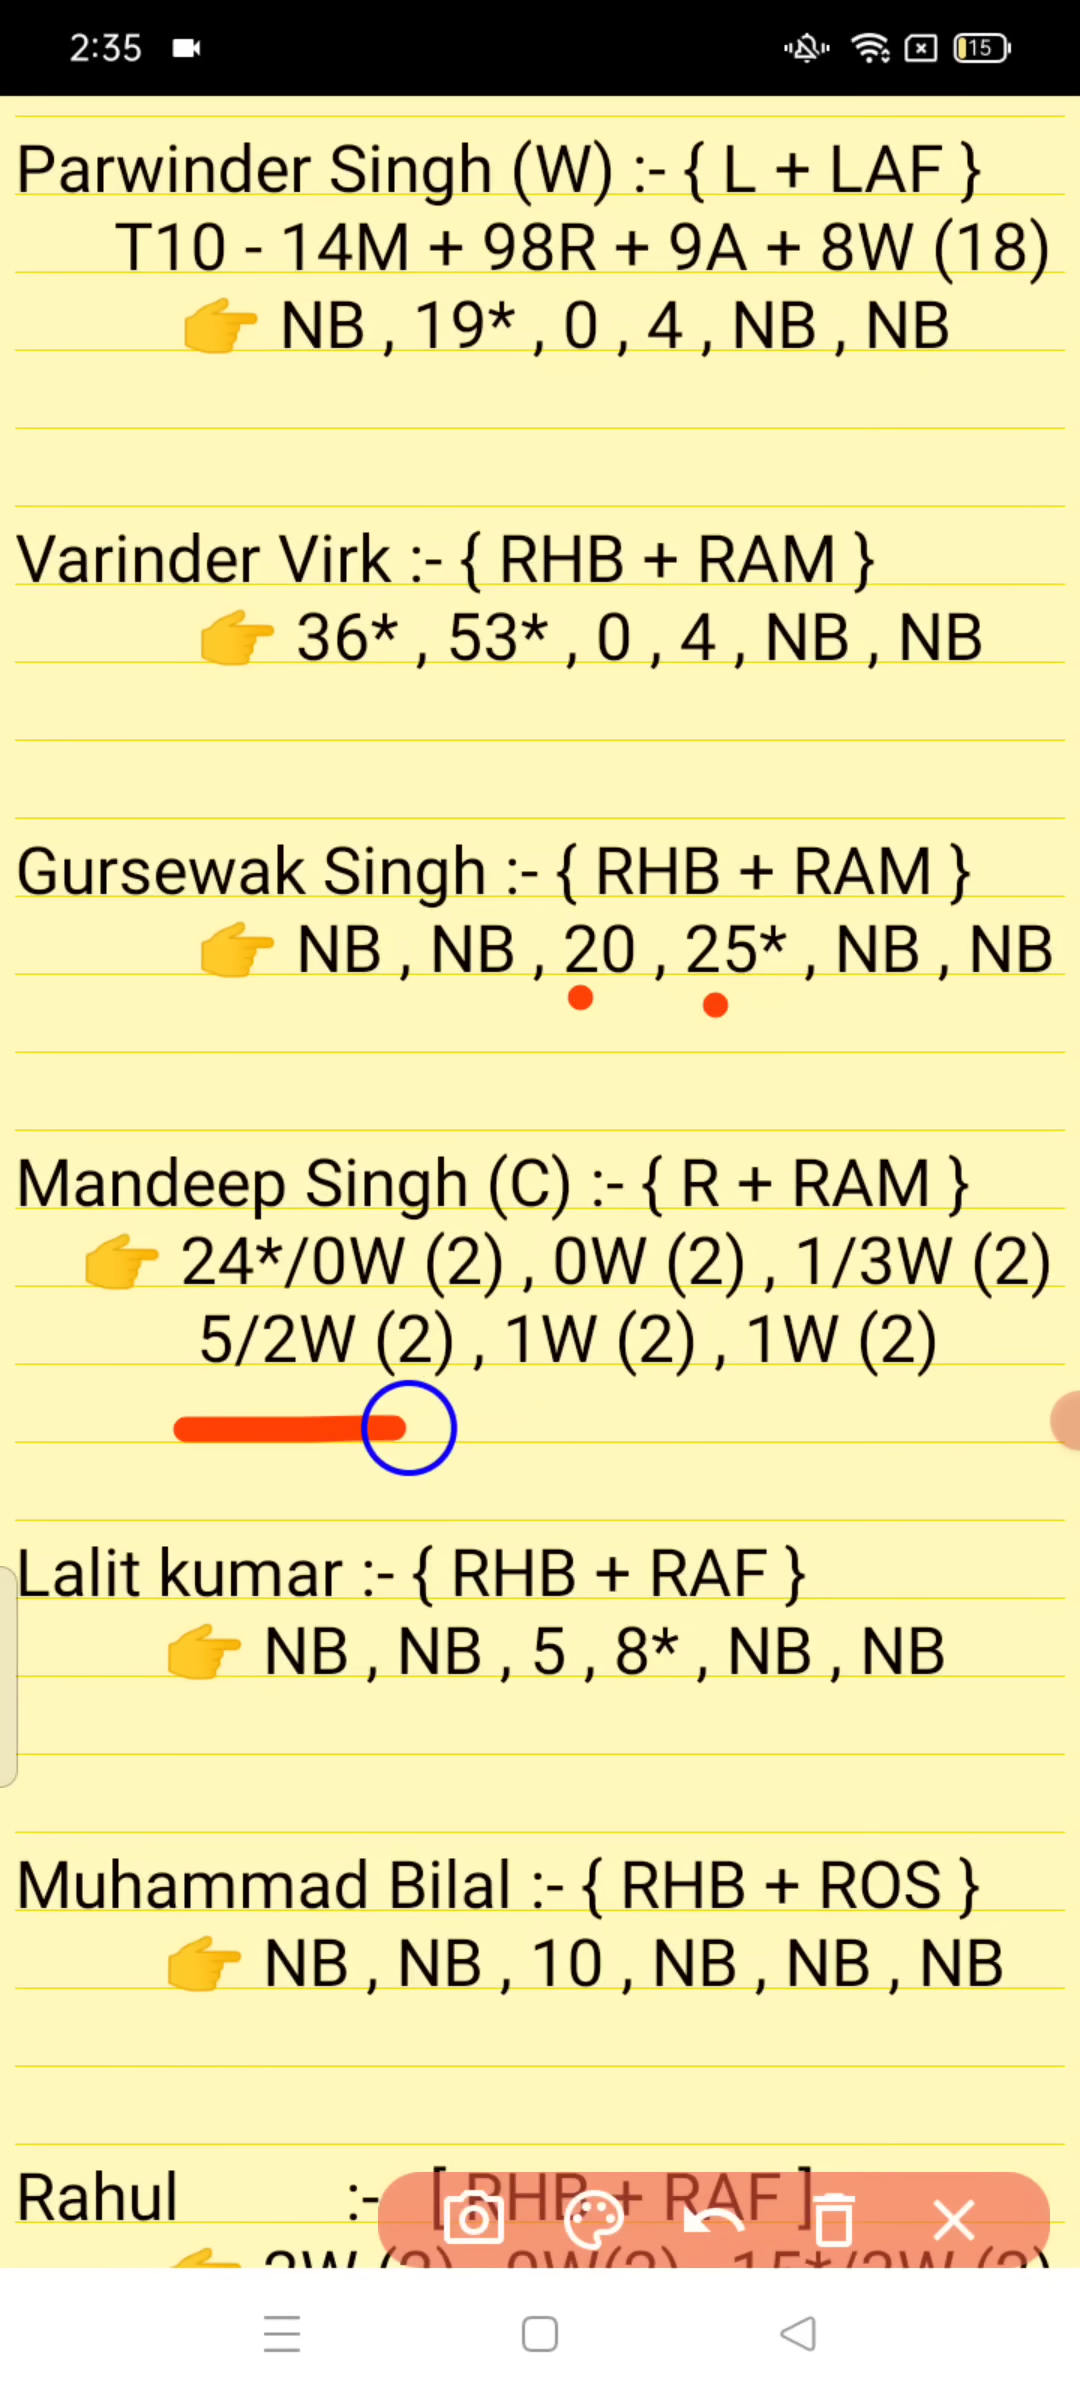 2:35
15
Parwinder Singh (W) :- { L + LAF }
T10 - 14M + 98R + 9A + 8W (18)
👉 NB , 19* , 0 , 4 , NB , NB
Varinder Virk :- { RHB + RAM }
👉 36* , 53* , 0 , 4 , NB , NB
Gursewak Singh :- { RHB + RAM }
👉 NB , NB , 20 , 25* , NB , NB
Mandeep Singh (C) :- { R + RAM }
👉 24*/0W (2) , 0W (2) , 1/3W (2)
5/2W (2) , 1W (2) , 1W (2)
Lalit kumar :- { RHB + RAF }
👉 NB , NB , 5 , 8* , NB , NB
Muhammad Bilal :- { RHB + ROS }
👉 NB , NB , 10 , NB , NB , NB
Rahul :- [ RHB + RAF ]